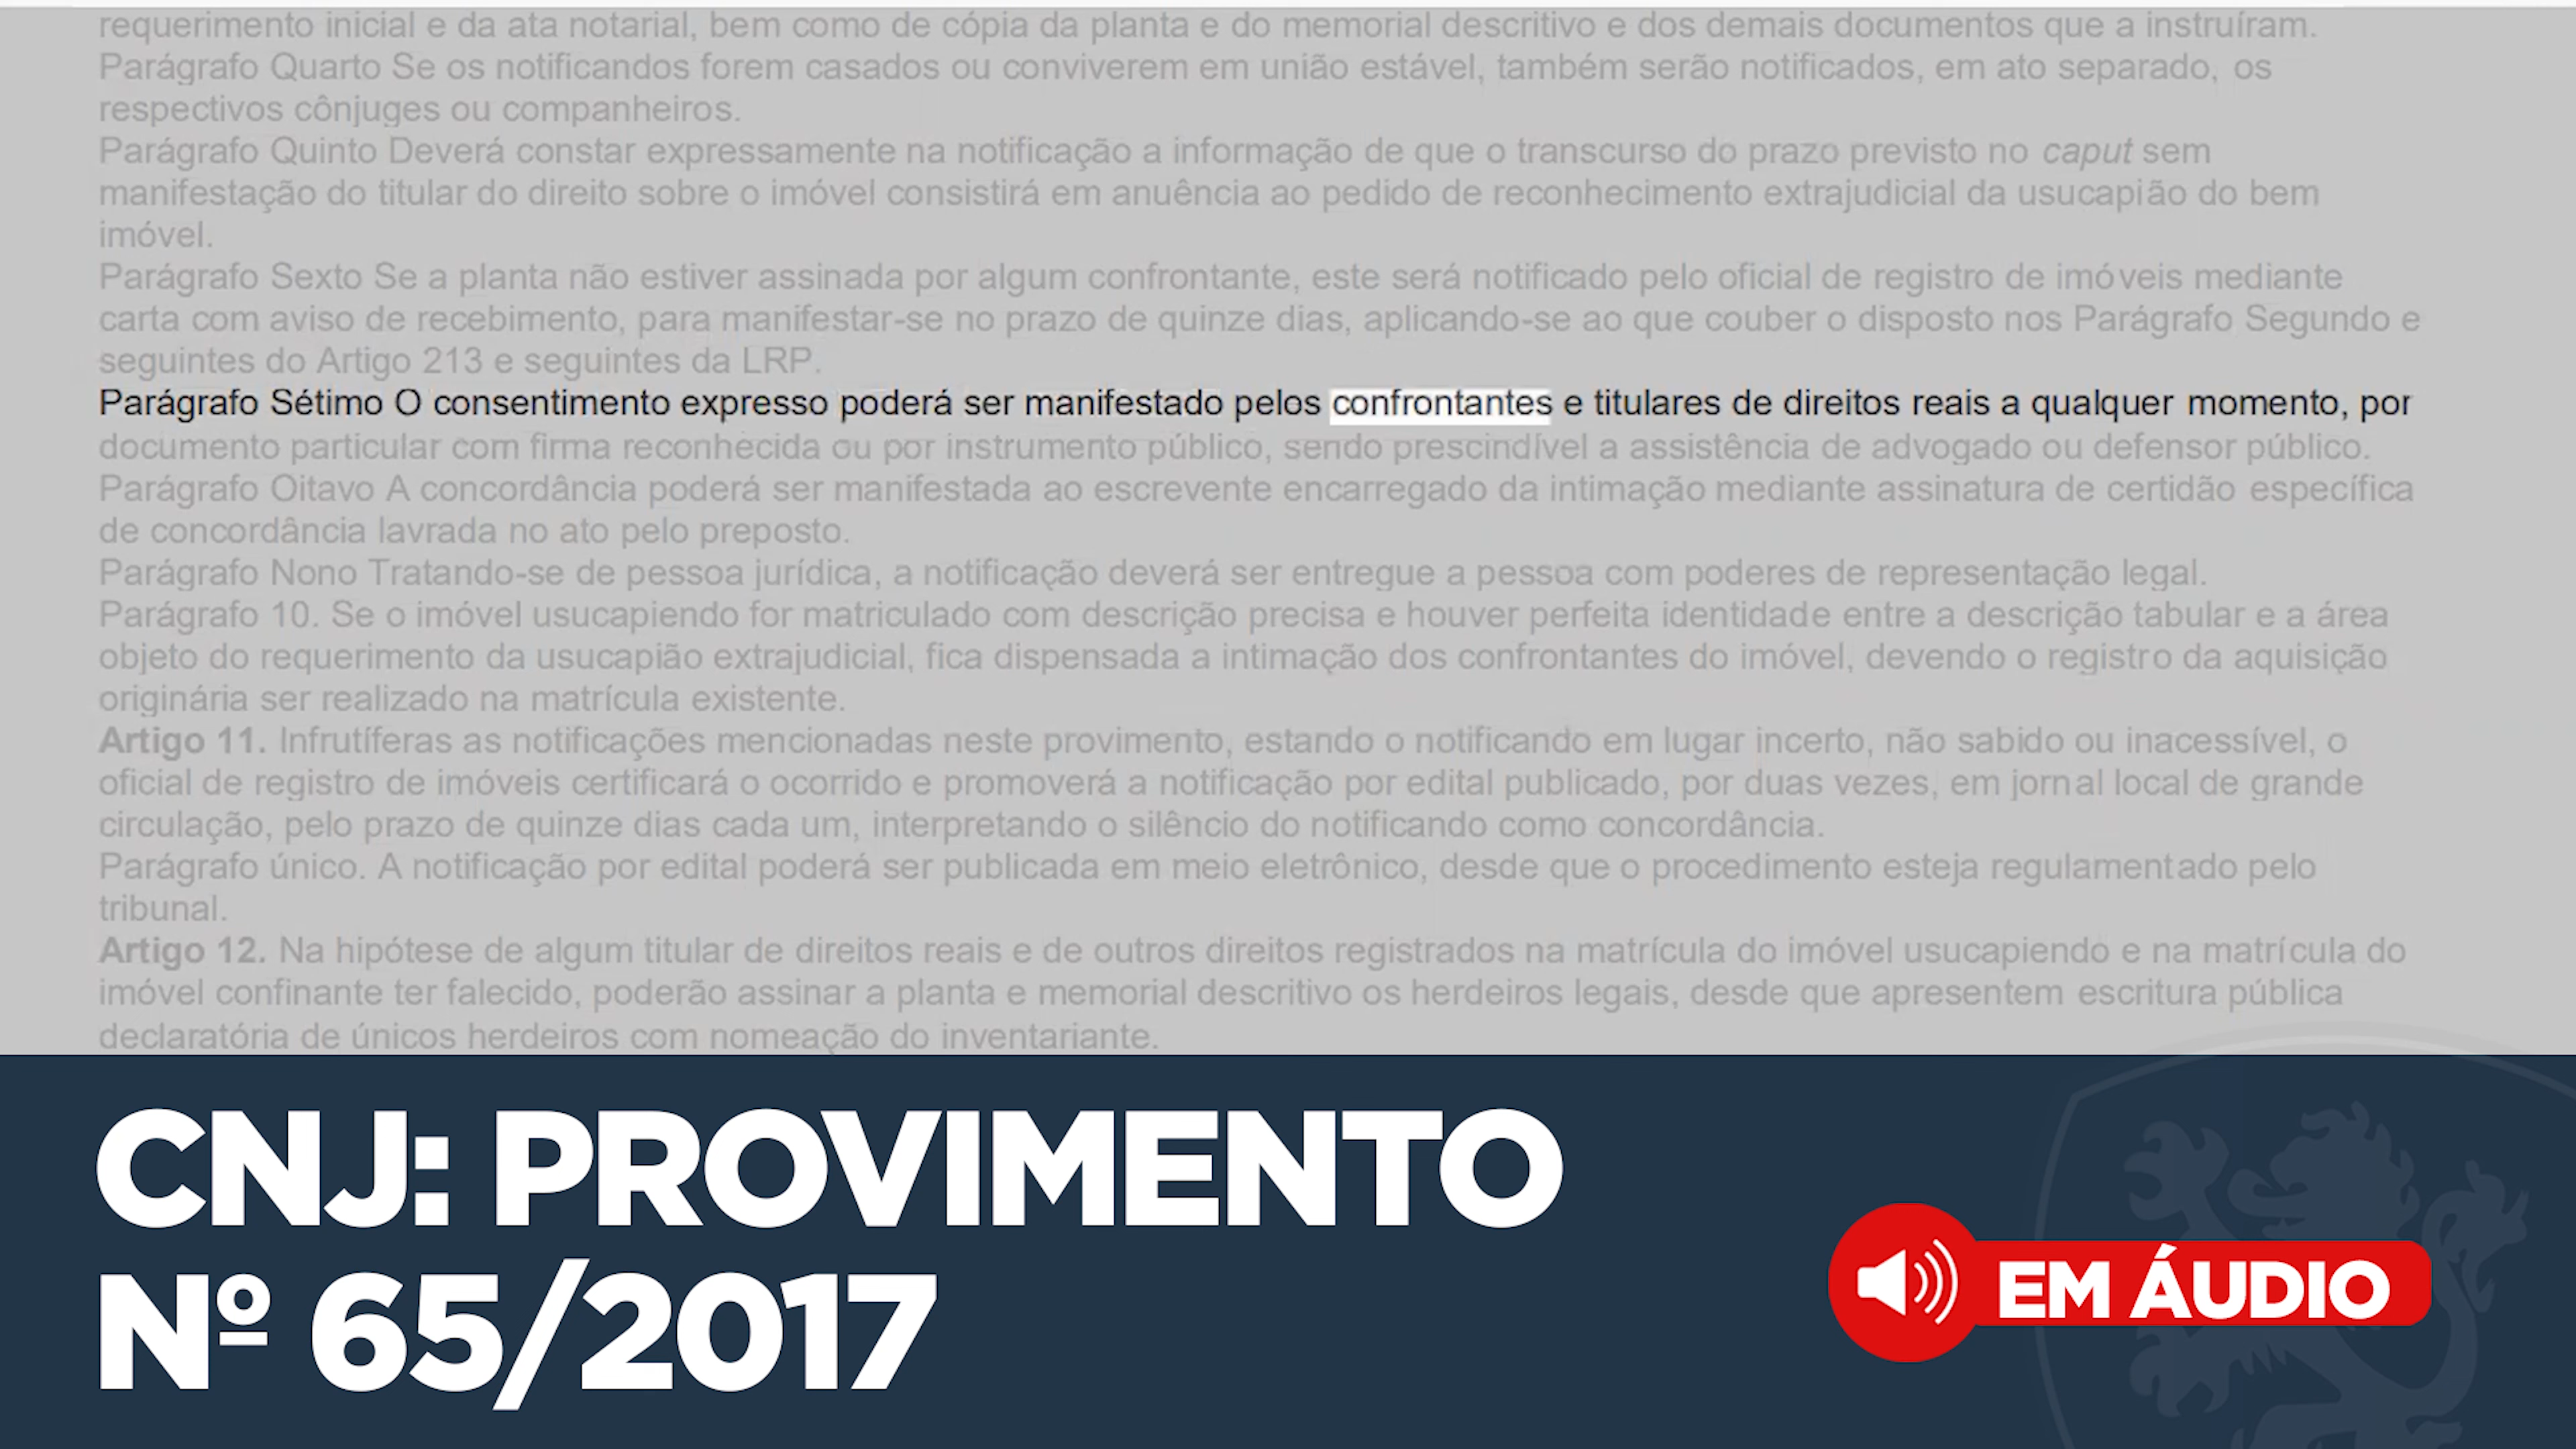 requerimento inicial e da ata notarial, bem como de cópia da planta e do memorial descritivo e dos demais documentos que a instruíram.
Parágrafo Quarto Se os notificandos forem casados ou conviverem em união estável, também serão notificados, em ato separado, os
respectivos cônjuges ou companheiros.
Parágrafo Quinto Deverá constar expressamente na notificação a informação de que o transcurso do prazo previsto no caput sem
manifestação do titular do direito sobre o imóvel consistirá em anuência ao pedido de reconhecimento extrajudicial da usucapião do bem
imóvel.
Parágrafo Sexto Se a planta não estiver assinada por algum confrontante, este será notificado pelo oficial de registro de imóveis mediante
carta com aviso de recebimento, para manifestar-se no prazo de quinze dias, aplicando-se ao que couber o disposto nos Parágrafo Segundo e
seguintes do Artigo 213 e seguintes da LRP.
Parágrafo Sétimo O consentimento expresso poderá ser manifestado pelos confrontantes e titulares de direitos reais a qualquer momento, por
documento particular com firma reconhecida ou por instrumento público, sendo prescindível a assistência de advogado ou defensor público.
Parágrafo Oitavo A concordância poderá ser manifestada ao escrevente encarregado da intimação mediante assinatura de certidão específica
de concordância lavrada no ato pelo preposto.
Parágrafo Nono Tratando-se de pessoa jurídica, a notificação deverá ser entregue a pessoa com poderes de representação legal.
Parágrafo 10. Se o imóvel usucapiendo for matriculado com descrição precisa e houver perfeita identidade entre a descrição tabular e a área
objeto do requerimento da usucapião extrajudicial, fica dispensada a intimação dos confrontantes do imóvel, devendo o registro da aquisição
originária ser realizado na matrícula existente.
Artigo 11. Infrutíferas as notificações mencionadas neste provimento, estando o notificando em lugar incerto, não sabido ou inacessível, o
oficial de registro de imóveis certificará o ocorrido e promoverá a notificação por edital publicado, por duas vezes, em jornal local de grande
circulação, pelo prazo de quinze dias cada um, interpretando o silêncio do notificando como concordância.
Parágrafo único. A notificação por edital poderá ser publicada em meio eletrônico, desde que o procedimento esteja regulamentado pelo
tribunal.
Artigo 12. Na hipótese de algum titular de direitos reais e de outros direitos registrados na matrícula do imóvel usucapiendo e na matrícula do
imóvel confinante ter falecido, poderão assinar a planta e memorial descritivo os herdeiros legais, desde que apresentem escritura pública
declaratória de únicos herdeiros com nomeação do inventariante.
CNJ: PROVIMENTO
Nº 65/2017
EM ÁUDIO